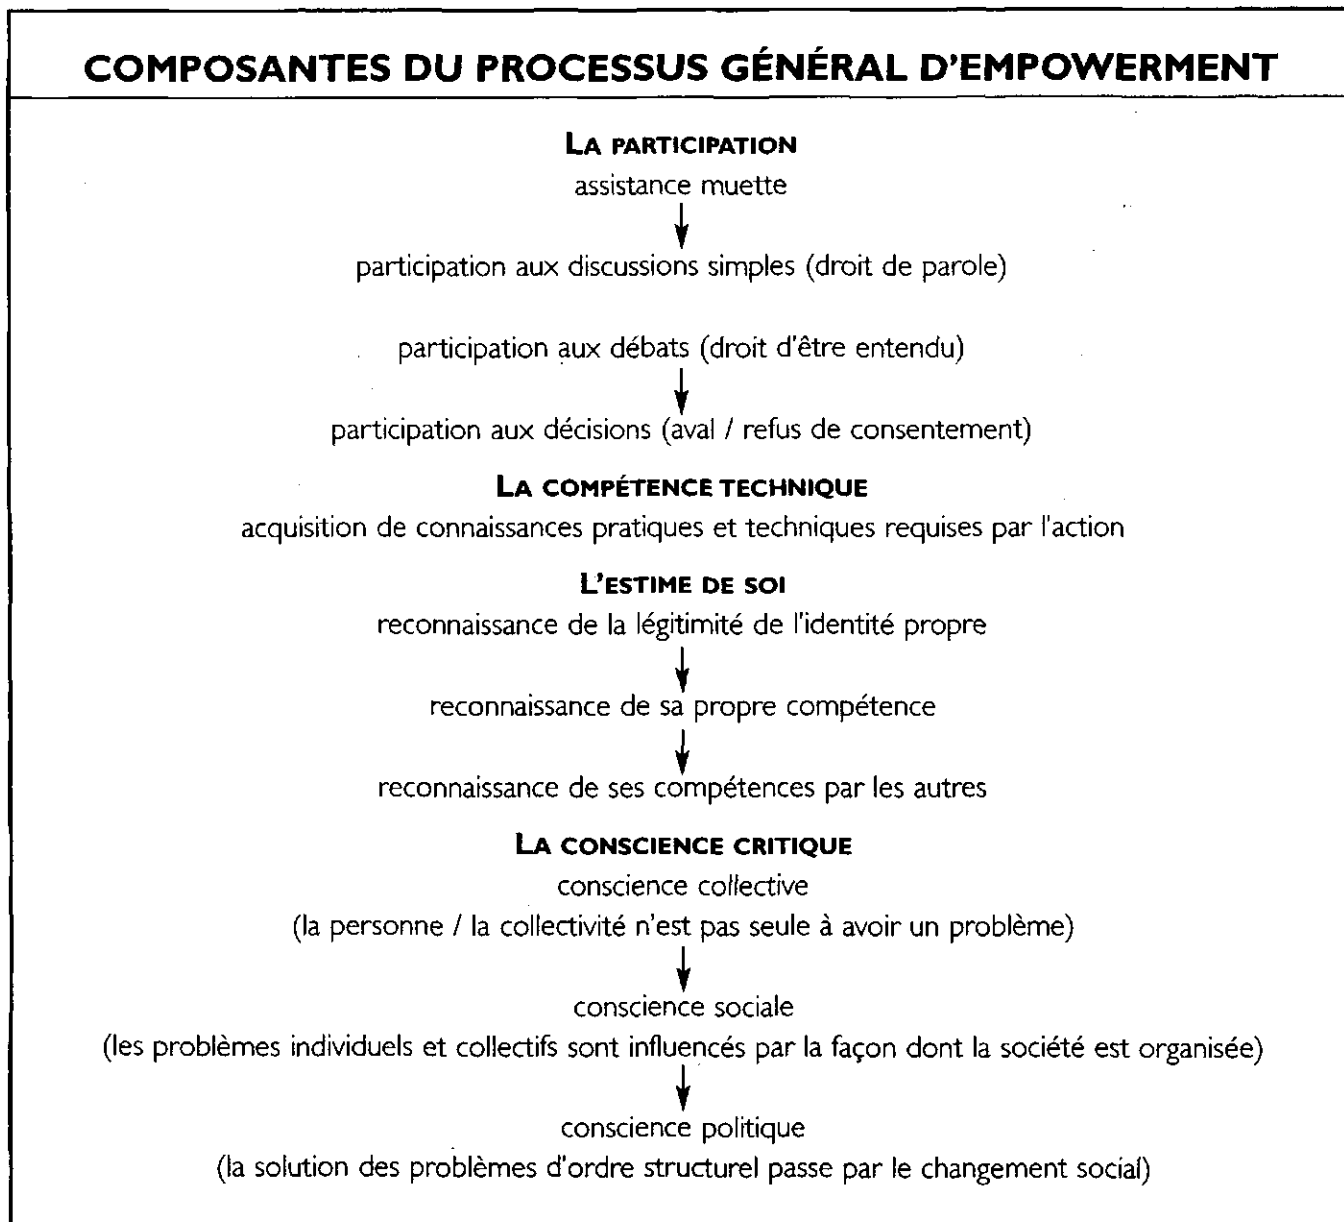 COMPOSANTES DU PROCESSUS GÉNÉRAL D'EMPOWERMENT
LA PARTICIPATION
assistance muette
participation aux discussions simples (droit de parole)
participation aux débats (droit d'être entendu)
participation aux décisions (aval / refus de consentement)
LA COMPÉTENCE TECHNIQUE
acquisition de connaissances pratiques et techniques requises par l'action
L'ESTIME DE SOI
reconnaissance de la légitimité de l'identité propre
reconnaissance de sa propre compétence
reconnaissance de ses compétences par les autres
LA CONSCIENCE CRITIQUE
conscience collective
(la personne / la collectivité n'est pas seule à avoir un problème)
conscience sociale
(les problèmes individuels et collectifs sont influencés par la façon dont la société est organisée)
conscience politique
(la solution des problèmes d'ordre structurel passe par le changement social)